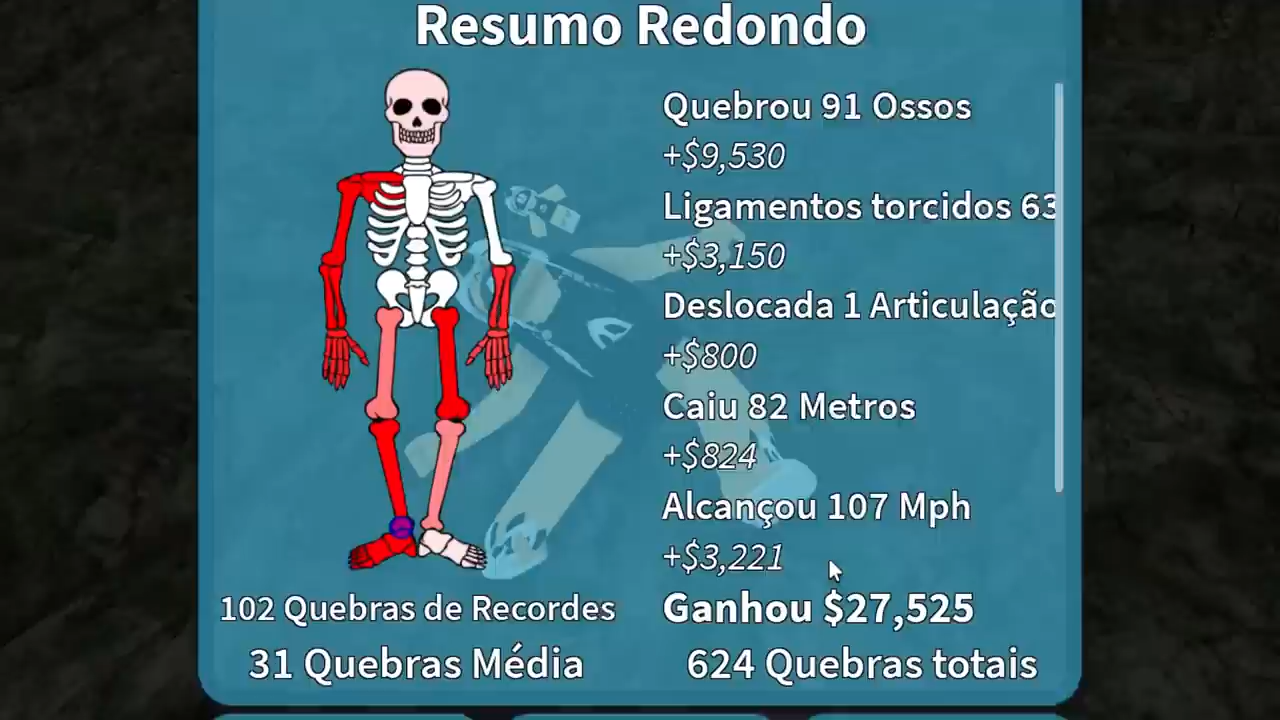 Resumo Redondo
Quebrou 91 Ossos
+$9,530
Ligamentos torcidos 63
+$3,150
Deslocada 1 Articulação
+$800
Caiu 82 Metros
+$824
Alcançou 107 Mph
+$3,221
102 Quebras de Recordes
Ganhou $27,525
31 Quebras Média
624 Quebras totais